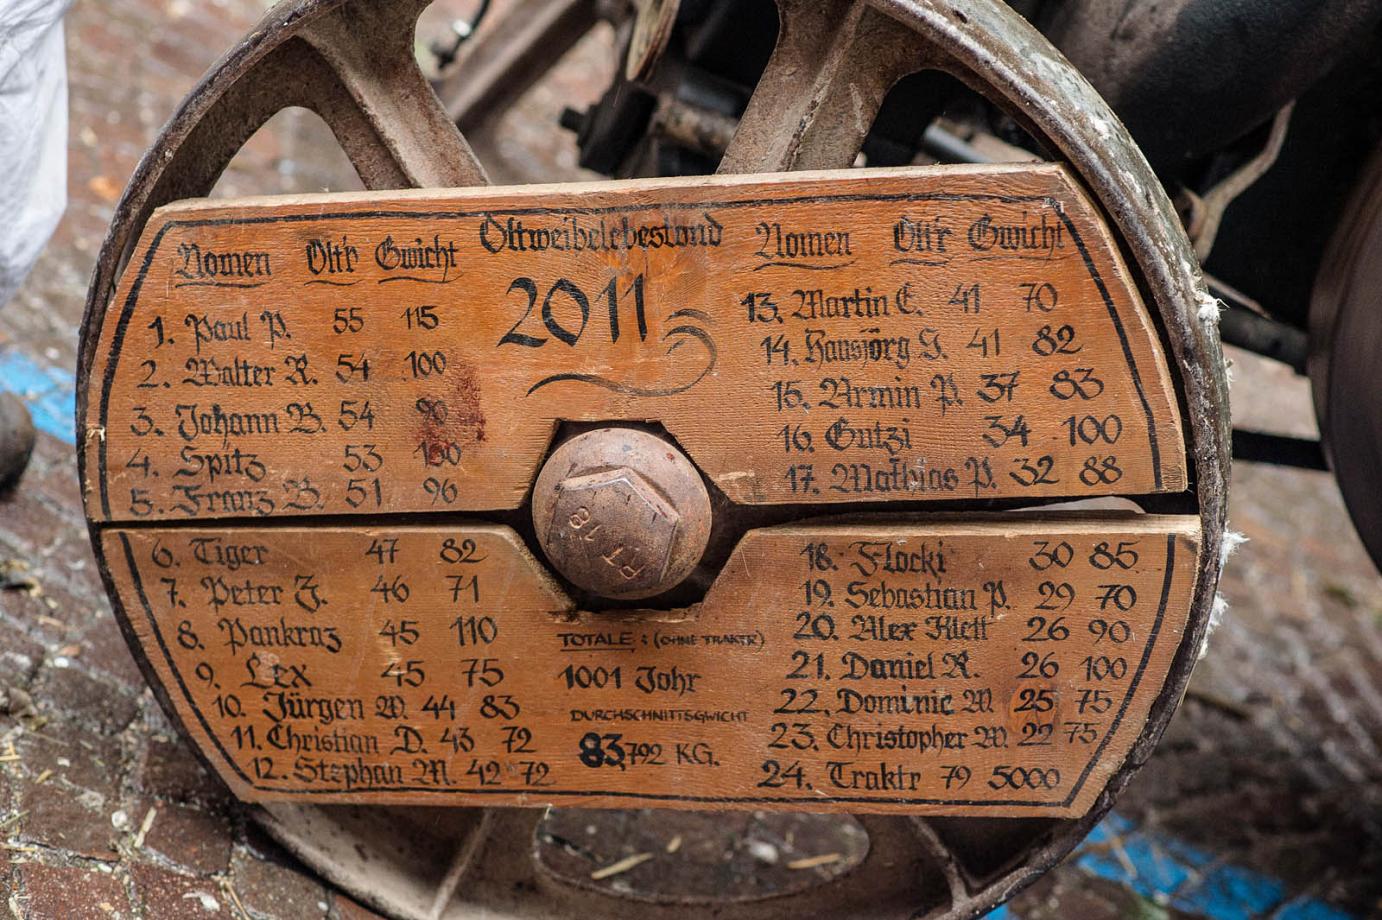 Oltweibelebestond
2011
Nomen Olt'r Gwicht
1. Paul P. 55 115
2. Walter R. 54 100
3. Johann B. 54 90
4. Spitz 53 100
5. Franz B. 51 96
6. Tiger 47 82
7. Peter Z. 46 71
8. Pankraz 45 110
9. Lex 45 75
10. Jürgen W. 44 83
11. Christian D. 43 72
12. Stephan M. 42 72
TOTALE : (OHNE TRAKTR)
1001 Johr
DURCHSCHNITTSGWICHT
83,792 KG.
Nomen Olt'r Gwicht
13. Martin E. 41 70
14. Hansjörg G. 41 82
15. Armin P. 37 83
16. Gutzi 34 100
17. Mathias P. 32 88
18. Flocki 30 85
19. Sebastian P. 29 70
20. Alex Klett 26 90
21. Daniel R. 26 100
22. Dominic W. 25 75
23. Christopher W. 22 75
24. Traktr 79 5000
PT 18